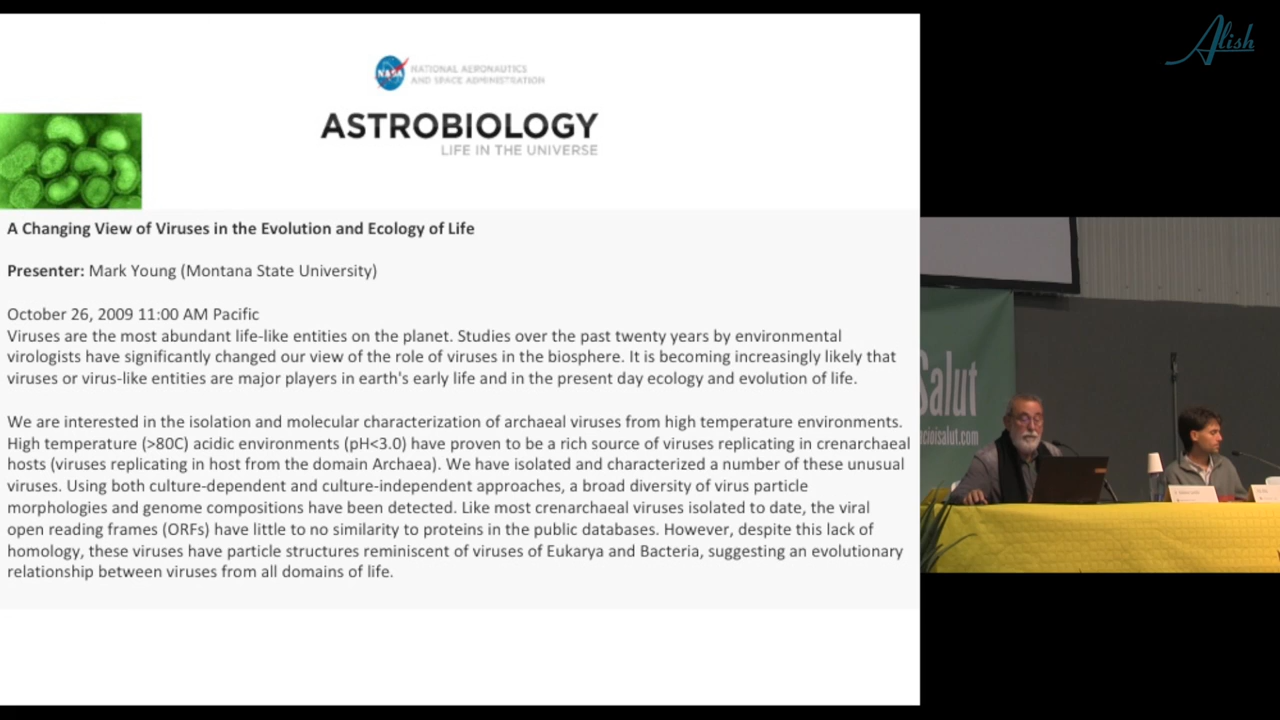 NATIONAL AERONAUTICS
AND SPACE ADMINISTRATION
NASA
ASTROBIOLOGY
LIFE IN THE UNIVERSE
A Changing View of Viruses in the Evolution and Ecology of Life
Presenter: Mark Young (Montana State University)
October 26, 2009 11:00 AM Pacific
Viruses are the most abundant life-like entities on the planet. Studies over the past twenty years by environmental
virologists have significantly changed our view of the role of viruses in the biosphere. It is becoming increasingly likely that
viruses or virus-like entities are major players in earth's early life and in the present day ecology and evolution of life.
We are interested in the isolation and molecular characterization of archaeal viruses from high temperature environments.
High temperature (>80C) acidic environments (pH<3.0) have proven to be a rich source of viruses replicating in crenarchaeal
hosts (viruses replicating in host from the domain Archaea). We have isolated and characterized a number of these unusual
viruses. Using both culture-dependent and culture-independent approaches, a broad diversity of virus particle
morphologies and genome compositions have been detected. Like most crenarchaeal viruses isolated to date, the viral
open reading frames (ORFs) have little to no similarity to proteins in the public databases. However, despite this lack of
homology, these viruses have particle structures reminiscent of viruses of Eukarya and Bacteria, suggesting an evolutionary
relationship between viruses from all domains of life.
Alish
Salut
cioisalut.com